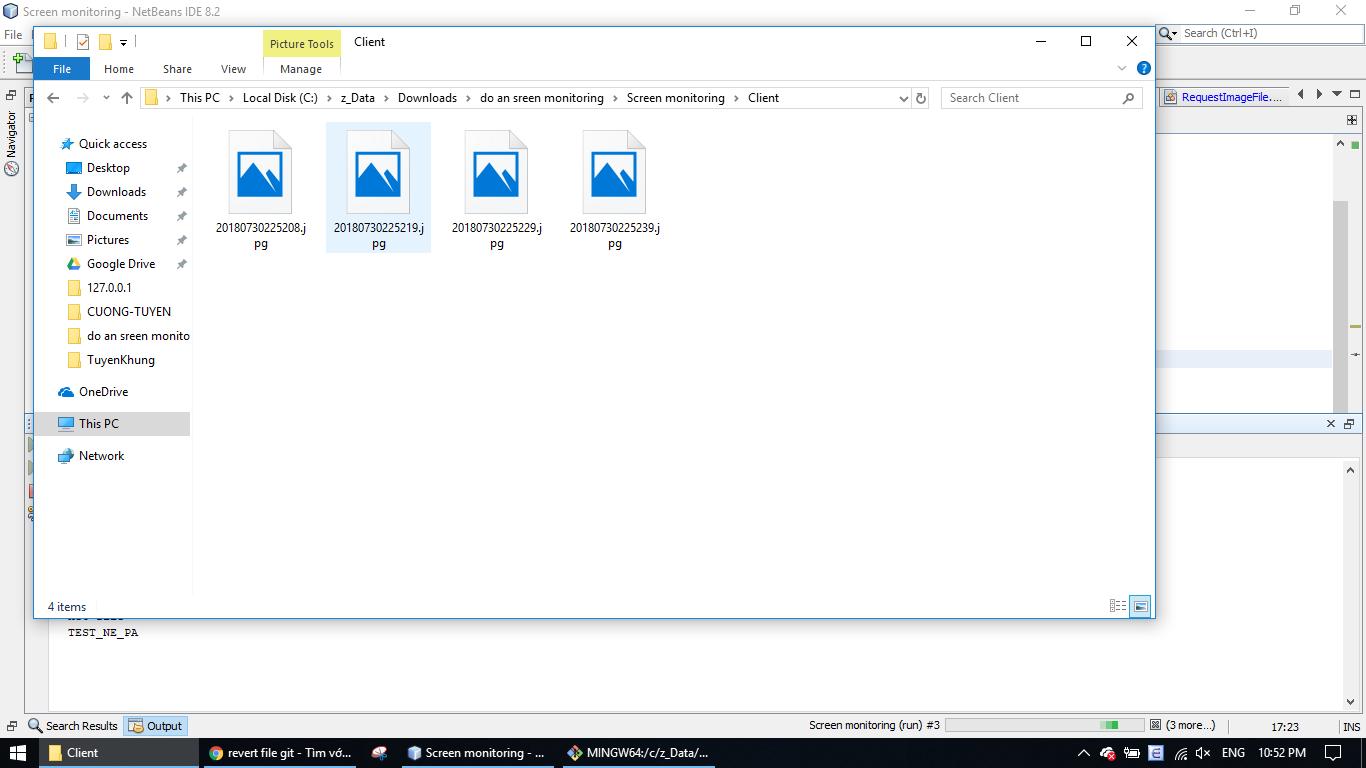 Screen monitoring - NetBeans IDE 8.2
File
Search (Ctrl+I)
Picture Tools
Client
File
Home
Share
View
Manage
This PC
Local Disk (C:)
z_Data
Downloads
do an sreen monitoring
Screen monitoring
Client
Search Client
RequestImageFile....
Navigator
Quick access
Desktop
Downloads
Documents
Pictures
Google Drive
127.0.0.1
CUONG-TUYEN
do an sreen monito
TuyenKhung
OneDrive
This PC
Network
20180730225208.j
pg
20180730225219.j
pg
20180730225229.j
pg
20180730225239.j
pg
4 items
TEST_NE_PA
Search Results
Output
Screen monitoring (run) #3
(3 more...)
17:23
INS
Client
revert file git - Tìm vớ...
Screen monitoring - ...
MINGW64:/c/z_Data/...
ENG
10:52 PM